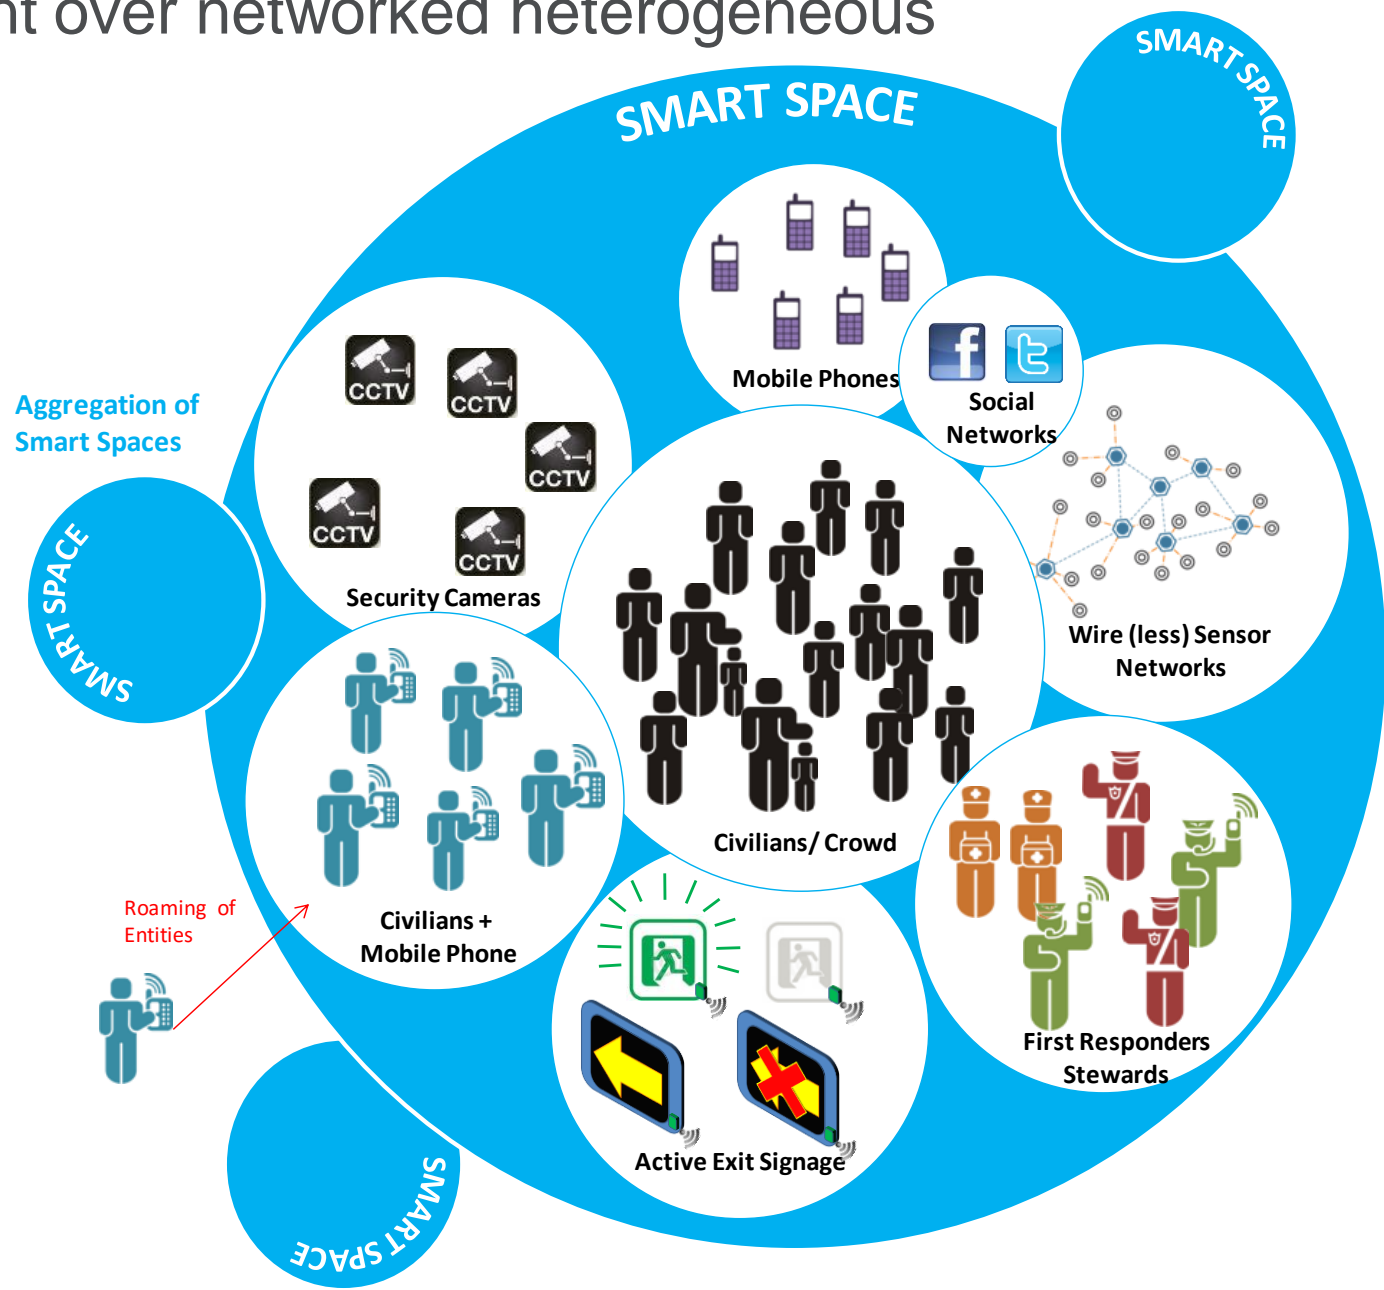 nt over networked heterogeneous
SMART SPACE
SMART SPACE
Mobile Phones
f
t
Social
Networks
CCTV
CCTV
CCTV
CCTV
CCTV
Security Cameras
Aggregation of
Smart Spaces
SMART SPACE
Wire (less) Sensor
Networks
Civilians/ Crowd
Roaming of
Entities
Civilians +
Mobile Phone
First Responders
Stewards
Active Exit Signage
SMART SPACE